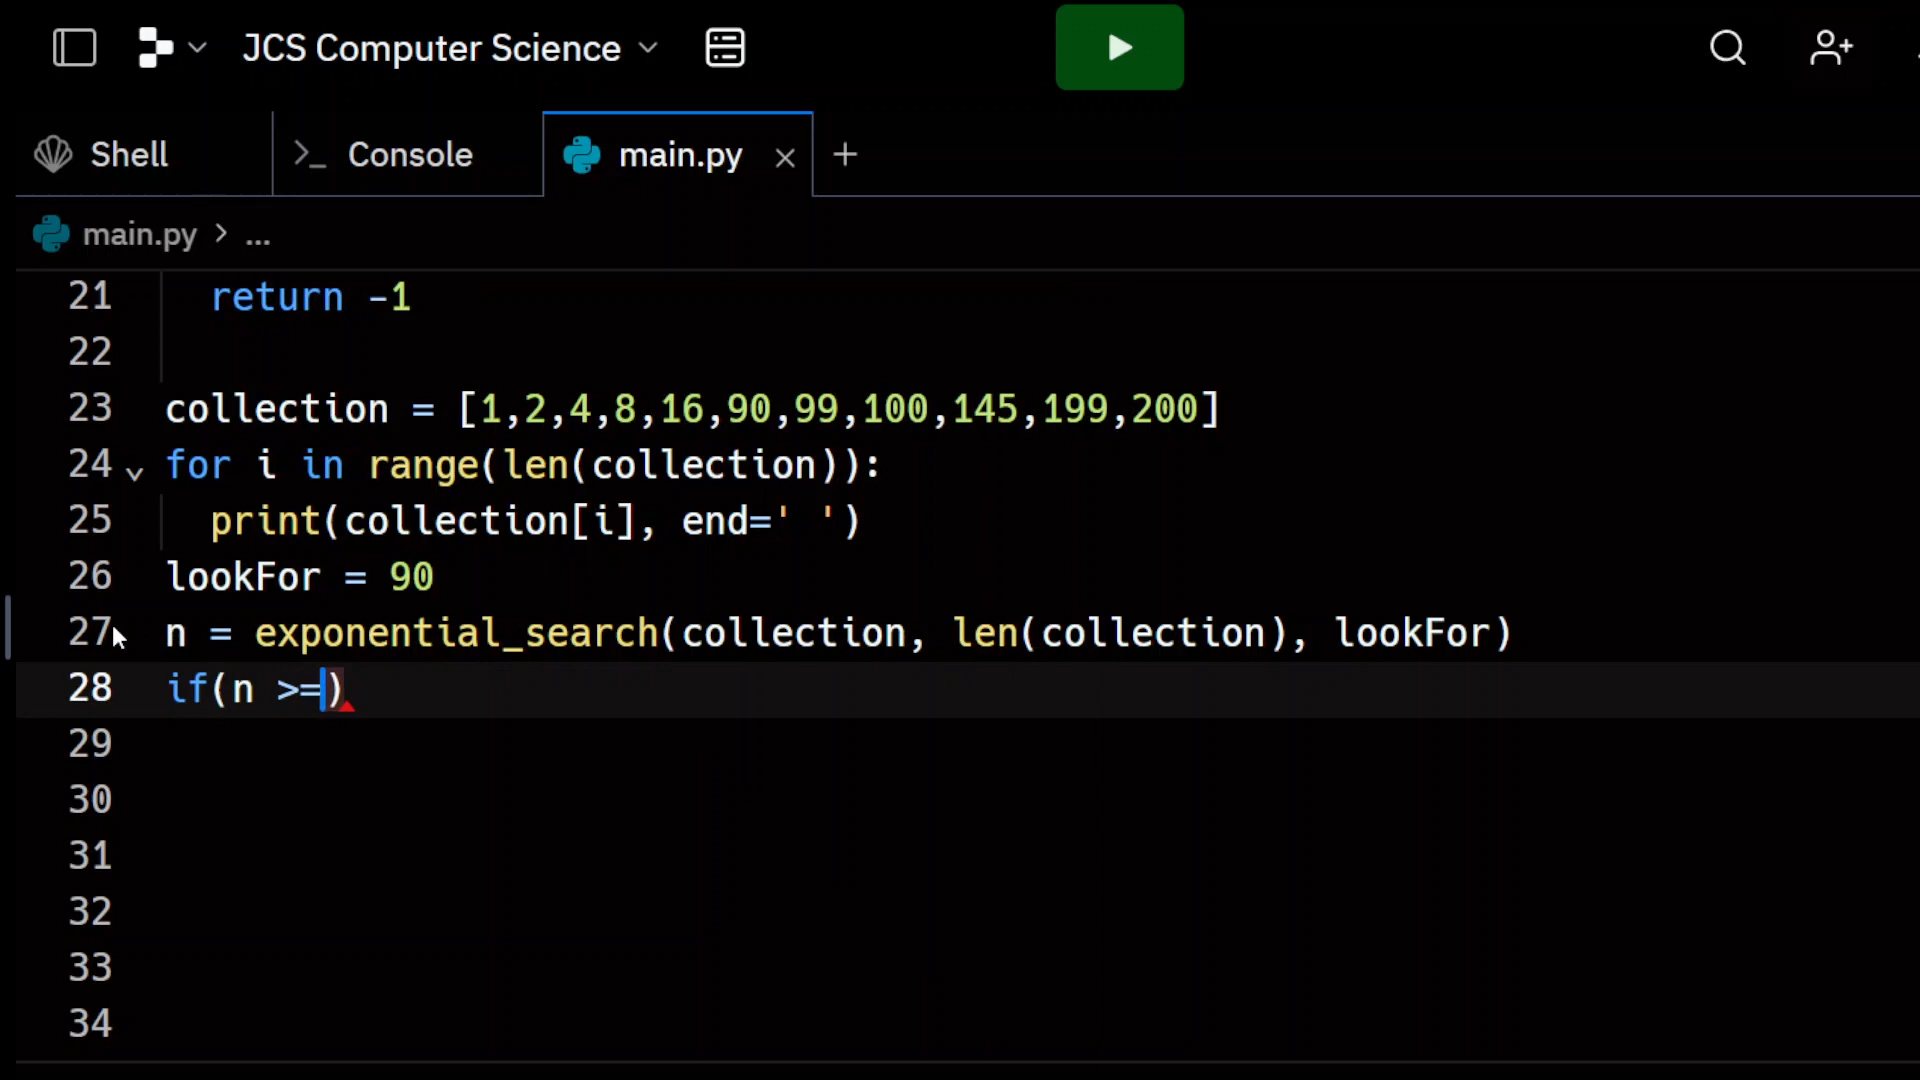 JCS Computer Science
Shell
>_ Console
main.py × +
main.py > ...
21 return -1
22
23 collection = [1,2,4,8,16,90,99,100,145,199,200]
24 for i in range(len(collection)):
25 print(collection[i], end=' ')
26 lookFor = 90
27 n = exponential_search(collection, len(collection), lookFor)
28 if(n >=)
29
30
31
32
33
34